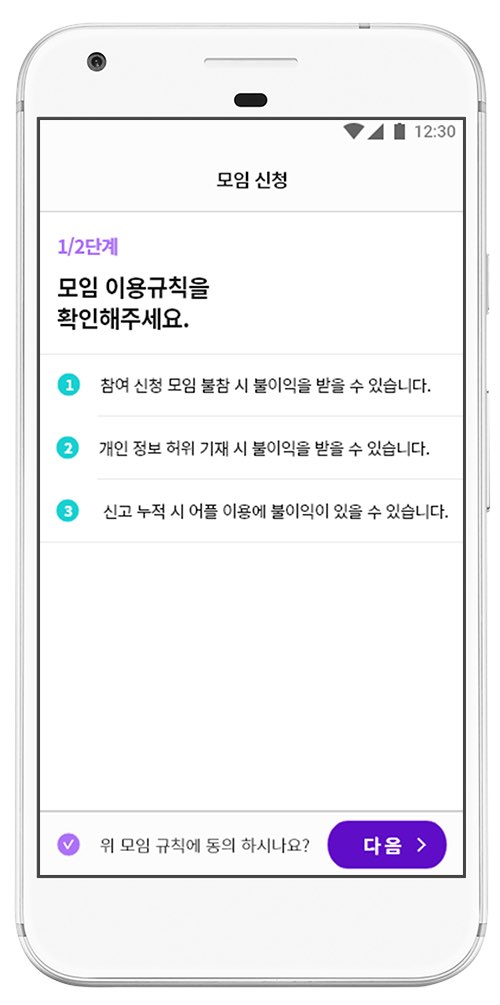 12:30
모임 신청
1/2단계
모임 이용규칙을
확인해주세요.
1 참여 신청 모임 불참 시 불이익을 받을 수 있습니다.
2 개인 정보 허위 기재 시 불이익을 받을 수 있습니다.
3 신고 누적 시 어플 이용에 불이익이 있을 수 있습니다.
위 모임 규칙에 동의 하시나요? 다음